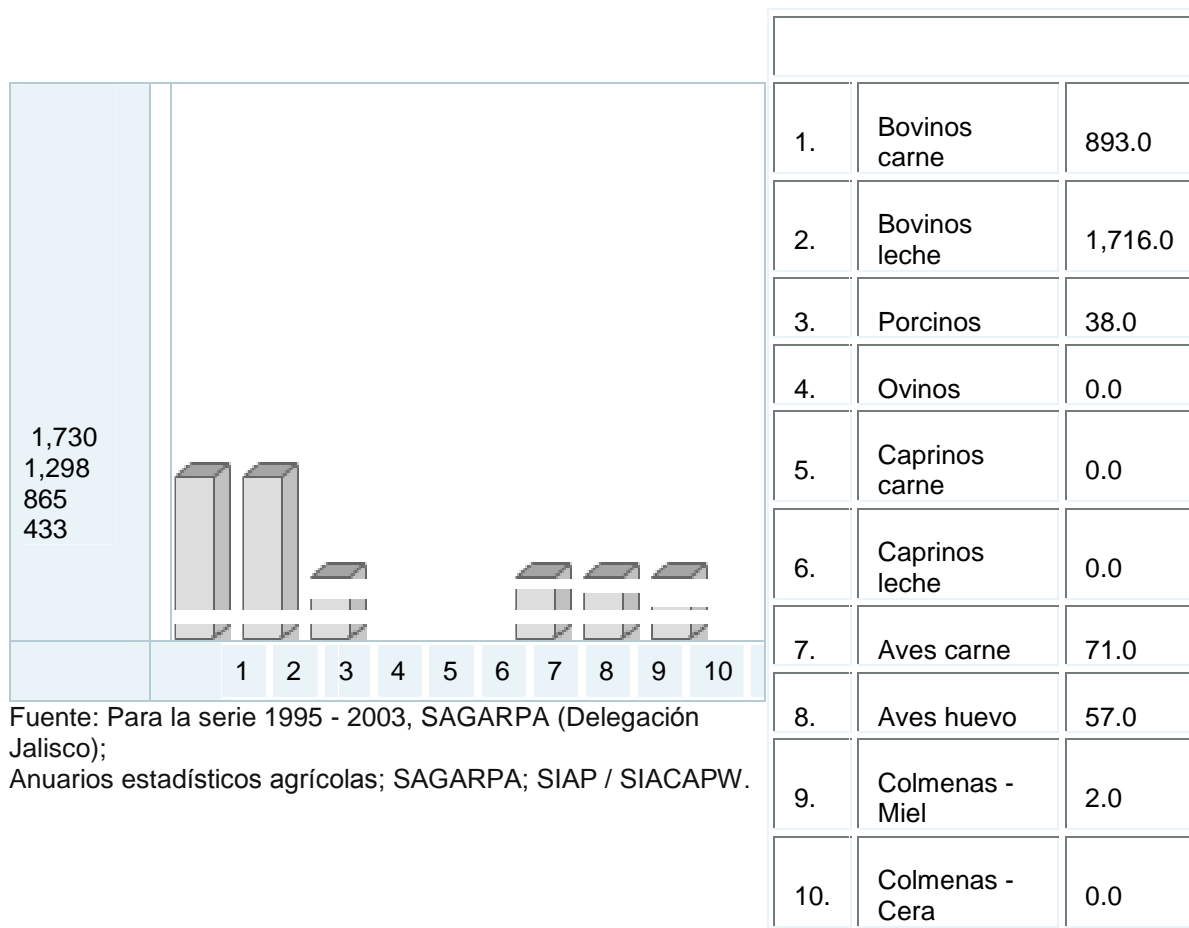 1,730
1,298
865
433
1 2 3 4 5 6 7 8 9 10
Fuente: Para la serie 1995 - 2003, SAGARPA (Delegación
Jalisco);
Anuarios estadísticos agrícolas; SAGARPA; SIAP / SIACAPW.
1. Bovinos
carne 893.0
2. Bovinos
leche 1,716.0
3. Porcinos 38.0
4. Ovinos 0.0
5. Caprinos
carne 0.0
6. Caprinos
leche 0.0
7. Aves carne 71.0
8. Aves huevo 57.0
9. Colmenas -
Miel 2.0
10. Colmenas -
Cera 0.0